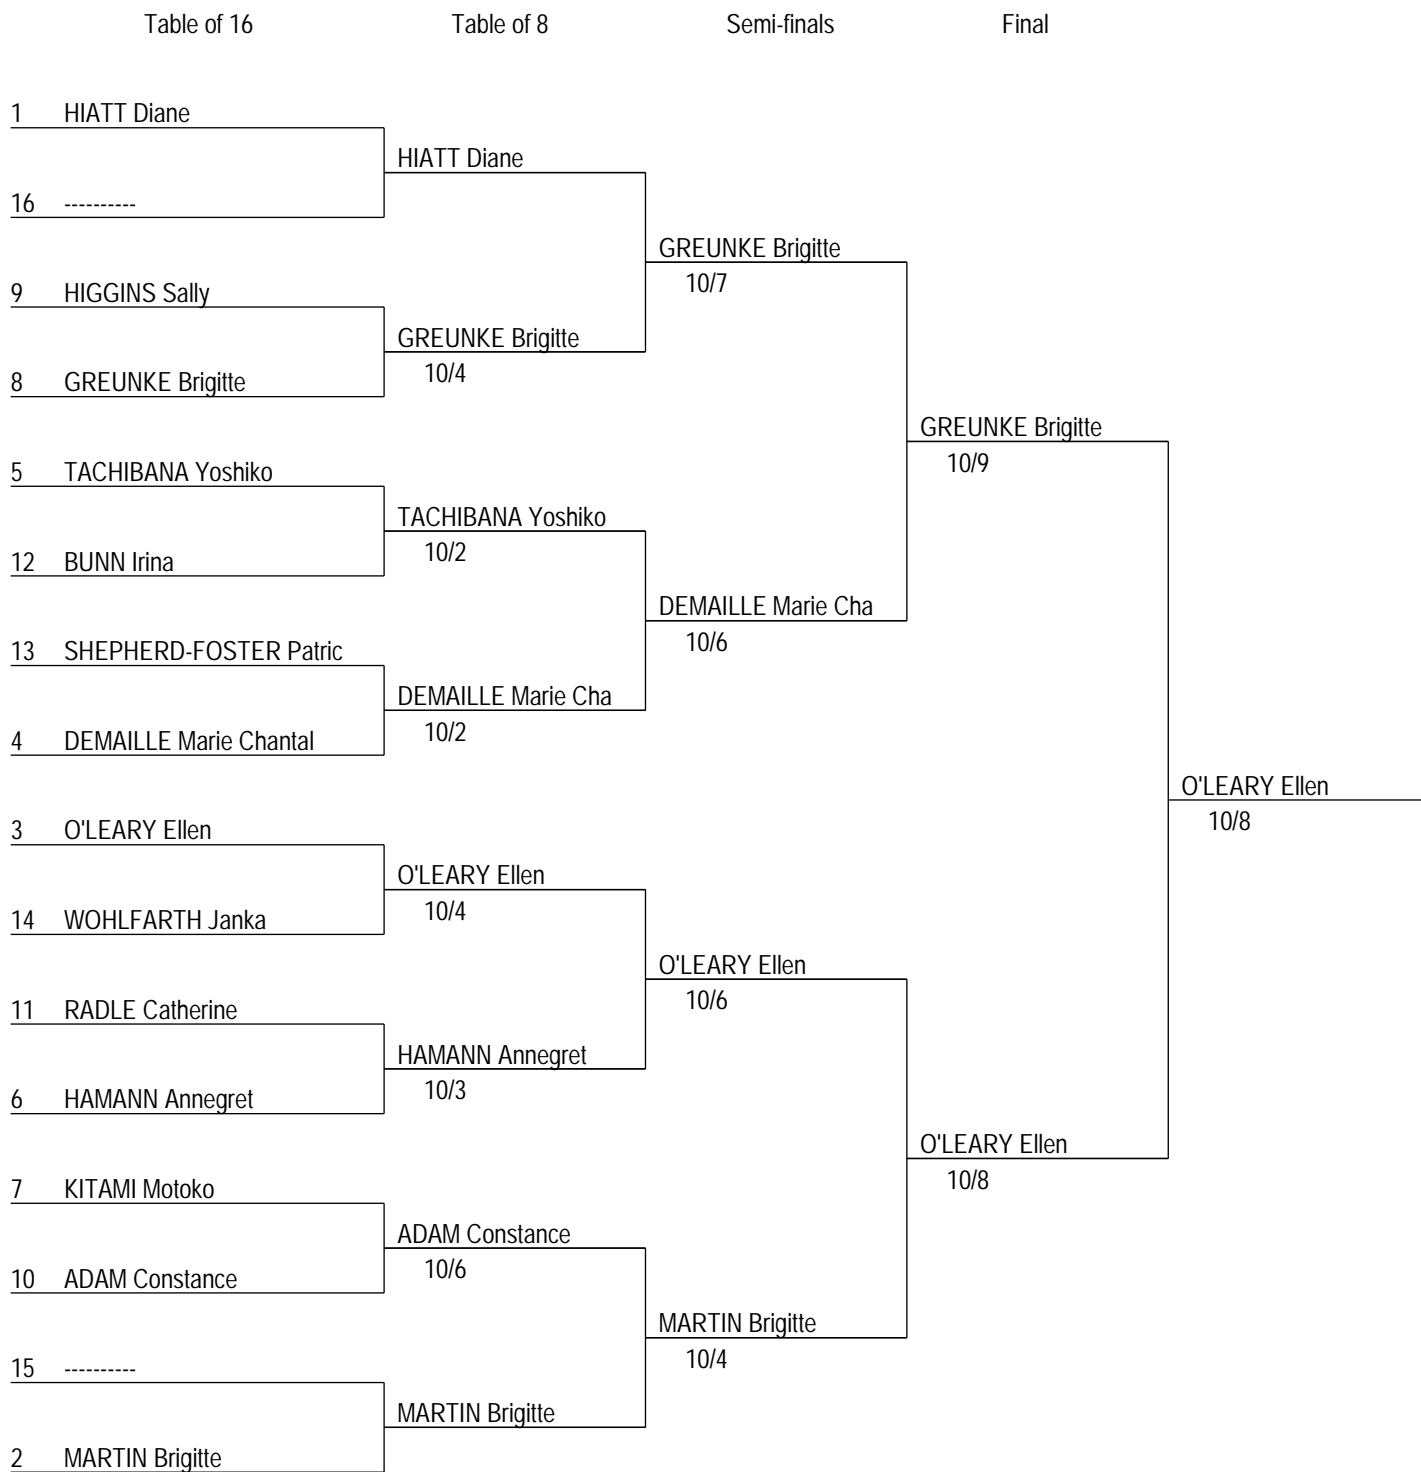 Table of 16 Table of 8 Semi-finals Final
1 HIATT Diane
HIATT Diane
16 ----------
GREUNKE Brigitte
10/7
9 HIGGINS Sally
GREUNKE Brigitte
10/4
8 GREUNKE Brigitte
GREUNKE Brigitte
10/9
5 TACHIBANA Yoshiko
TACHIBANA Yoshiko
10/2
12 BUNN Irina
DEMAILLE Marie Cha
10/6
13 SHEPHERD-FOSTER Patric
DEMAILLE Marie Cha
10/2
4 DEMAILLE Marie Chantal
O'LEARY Ellen
10/8
3 O'LEARY Ellen
O'LEARY Ellen
10/4
14 WOHLFARTH Janka
O'LEARY Ellen
10/6
11 RADLE Catherine
HAMANN Annegret
10/3
6 HAMANN Annegret
O'LEARY Ellen
10/8
7 KITAMI Motoko
ADAM Constance
10/6
10 ADAM Constance
MARTIN Brigitte
10/4
15 ----------
MARTIN Brigitte
2 MARTIN Brigitte